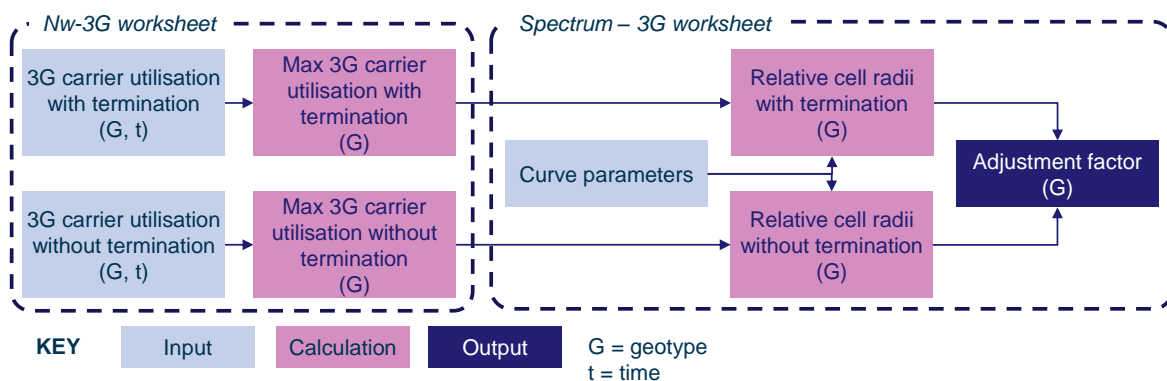 Nw-3G worksheet
Spectrum – 3G worksheet
3G carrier utilisation
with termination
(G, t)
Max 3G carrier
utilisation with
termination
(G)
Relative cell radii
with termination
(G)
Curve parameters
Adjustment factor
(G)
3G carrier utilisation
without termination
(G, t)
Max 3G carrier
utilisation without
termination
(G)
Relative cell radii
without termination
(G)
KEY
Input
Calculation
Output
G = geotype
t = time